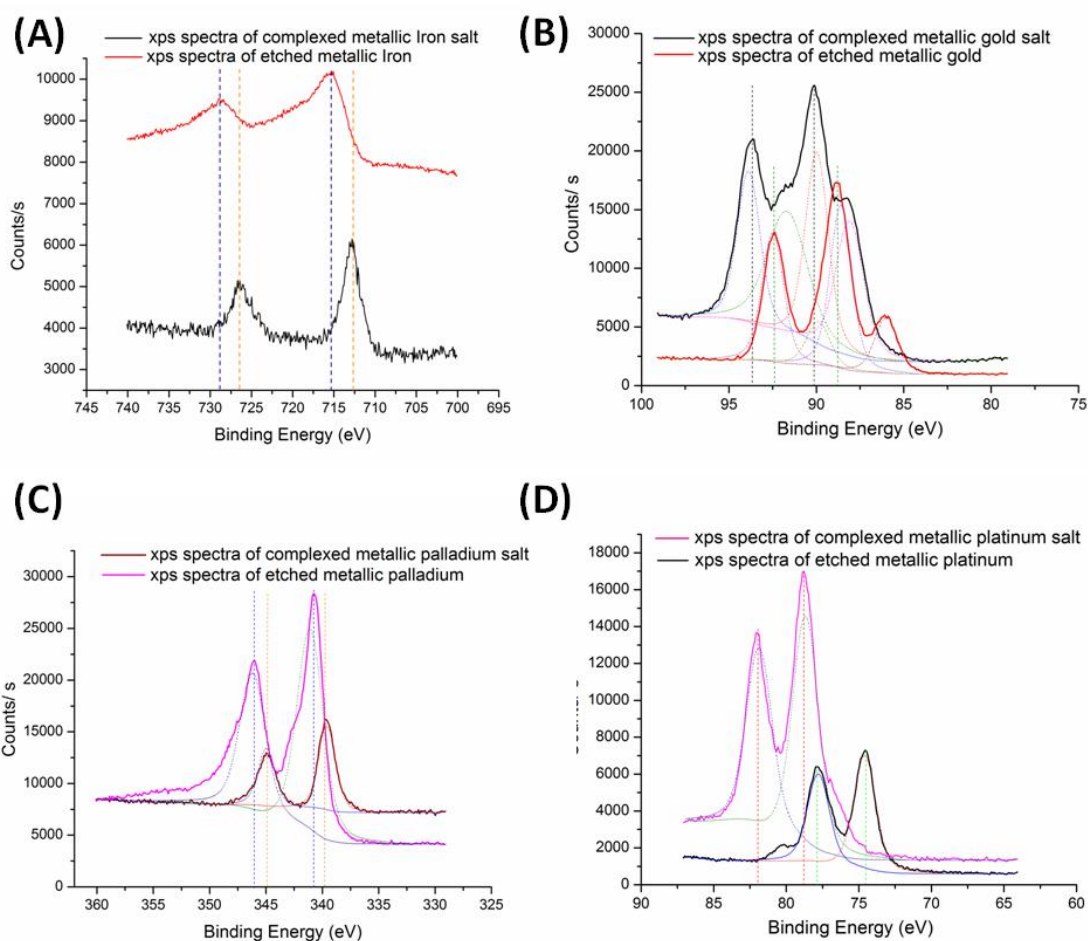 (A)
xps spectra of complexed metallic Iron salt
xps spectra of etched metallic Iron
10000
9000
8000
7000
6000
5000
4000
3000
Counts/s
745 740 730 725 715 710 700 695
Binding Energy (eV)
(B)
xps spectra of complexed metallic gold salt
xps spectra of etched metallic gold
30000
25000
20000
15000
10000
5000
0
Counts/ s
100 95 90 85 80 75
Binding Energy (eV)
(C)
xps spectra of complexed metallic palladium salt
xps spectra of etched metallic palladium
30000
25000
20000
15000
10000
5000
0
Counts/ s
360 355 350 345 340 335 330 325
Binding Energy (eV)
(D)
xps spectra of complexed metallic platinum salt
xps spectra of etched metallic platinum
18000
16000
14000
12000
10000
8000
6000
4000
2000
0
90 85 80 75 70 65 60
Binding Energy (eV)